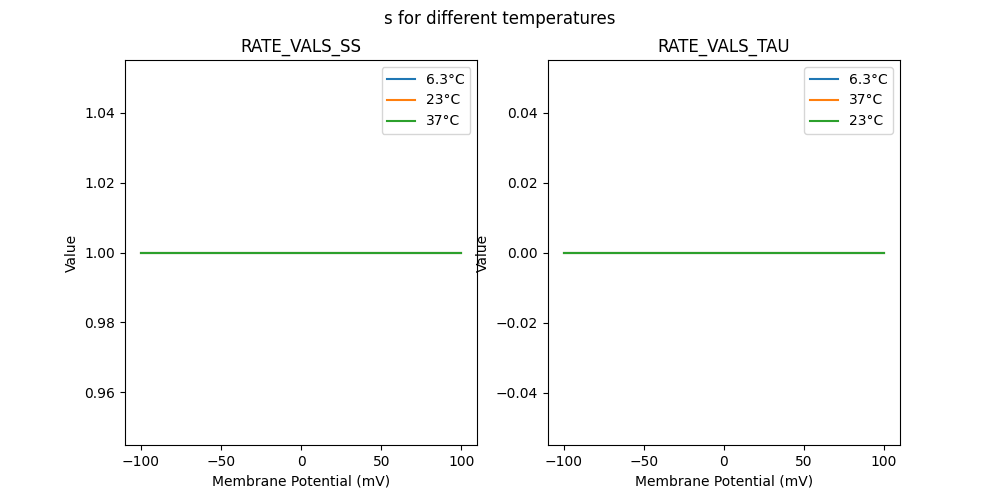 s for different temperatures
RATE_VALS_SS
6.3°C
23°C
37°C
1.04
1.02
1.00
0.98
0.96
Value
−100
−50
0
50
100
Membrane Potential (mV)
RATE_VALS_TAU
6.3°C
37°C
23°C
0.04
0.02
0.00
−0.02
−0.04
Value
−100
−50
0
50
100
Membrane Potential (mV)